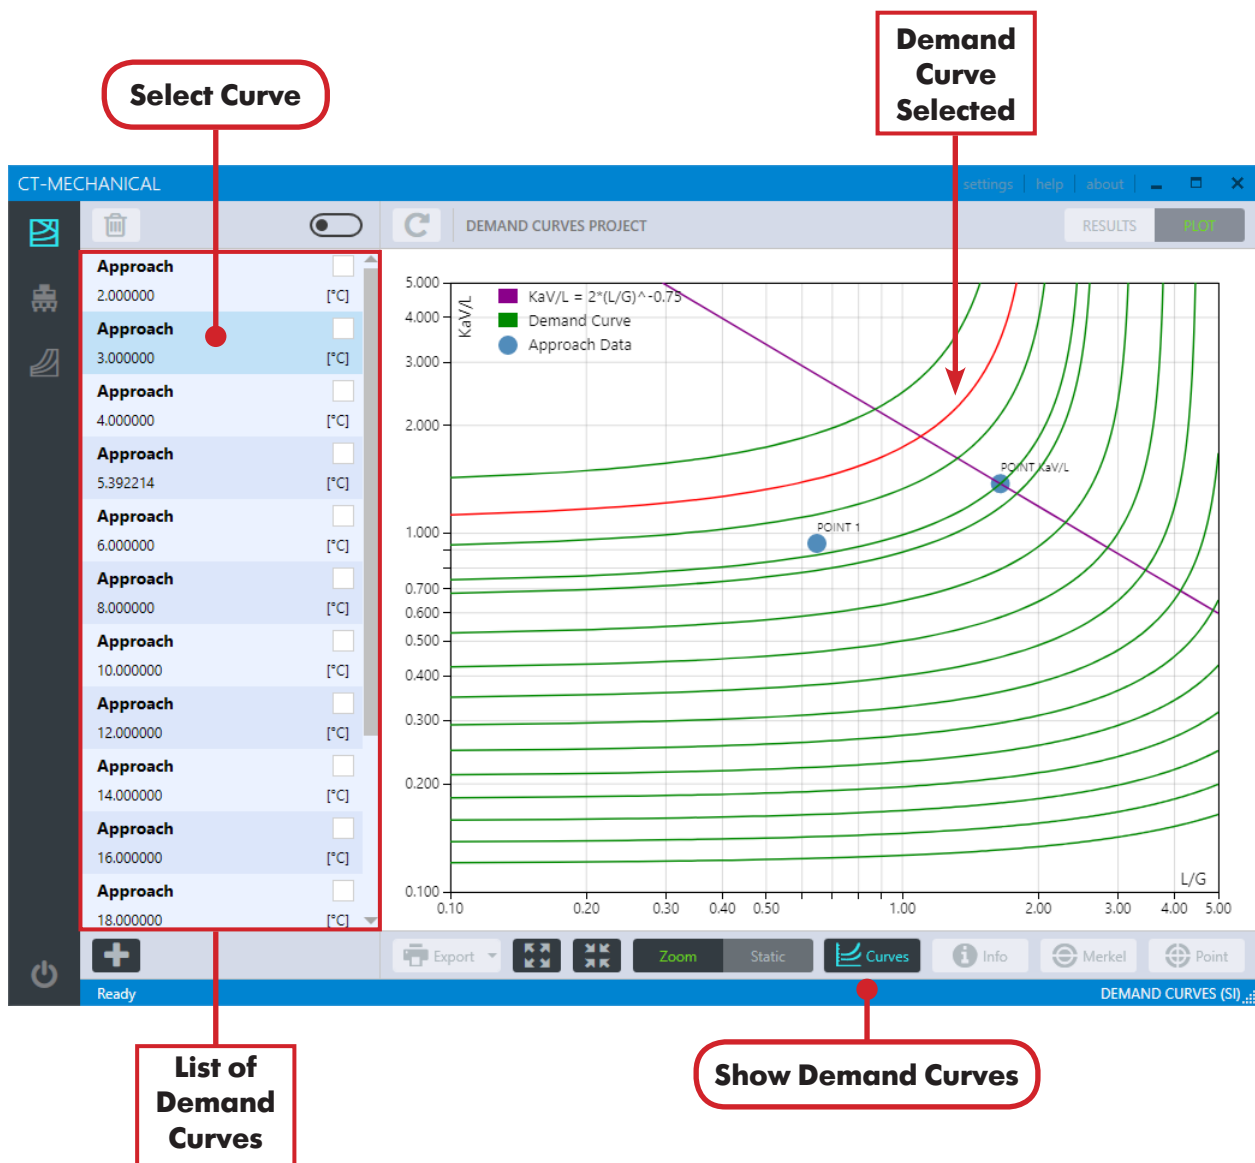 Demand
Curve
Selected
Select Curve
CT-MECHANICAL
settings help about
DEMAND CURVES PROJECT
RESULTS PLOT
Approach
2.000000 [°C]
Approach
3.000000 [°C]
Approach
4.000000 [°C]
Approach
5.392214 [°C]
Approach
6.000000 [°C]
Approach
8.000000 [°C]
Approach
10.000000 [°C]
Approach
12.000000 [°C]
Approach
14.000000 [°C]
Approach
16.000000 [°C]
Approach
18.000000 [°C]
5.000
4.000
3.000
2.000
1.000
0.700
0.600
0.500
0.400
0.300
0.200
0.100
KaV/L
KaV/L = 2*(L/G)^-0.75
Demand Curve
Approach Data
POINT KaV/L
POINT 1
L/G
0.10 0.20 0.30 0.40 0.50 1.00 2.00 3.00 4.00 5.00
Export Zoom Static Curves Info Merkel Point
Ready DEMAND CURVES (SI)
List of
Demand
Curves
Show Demand Curves